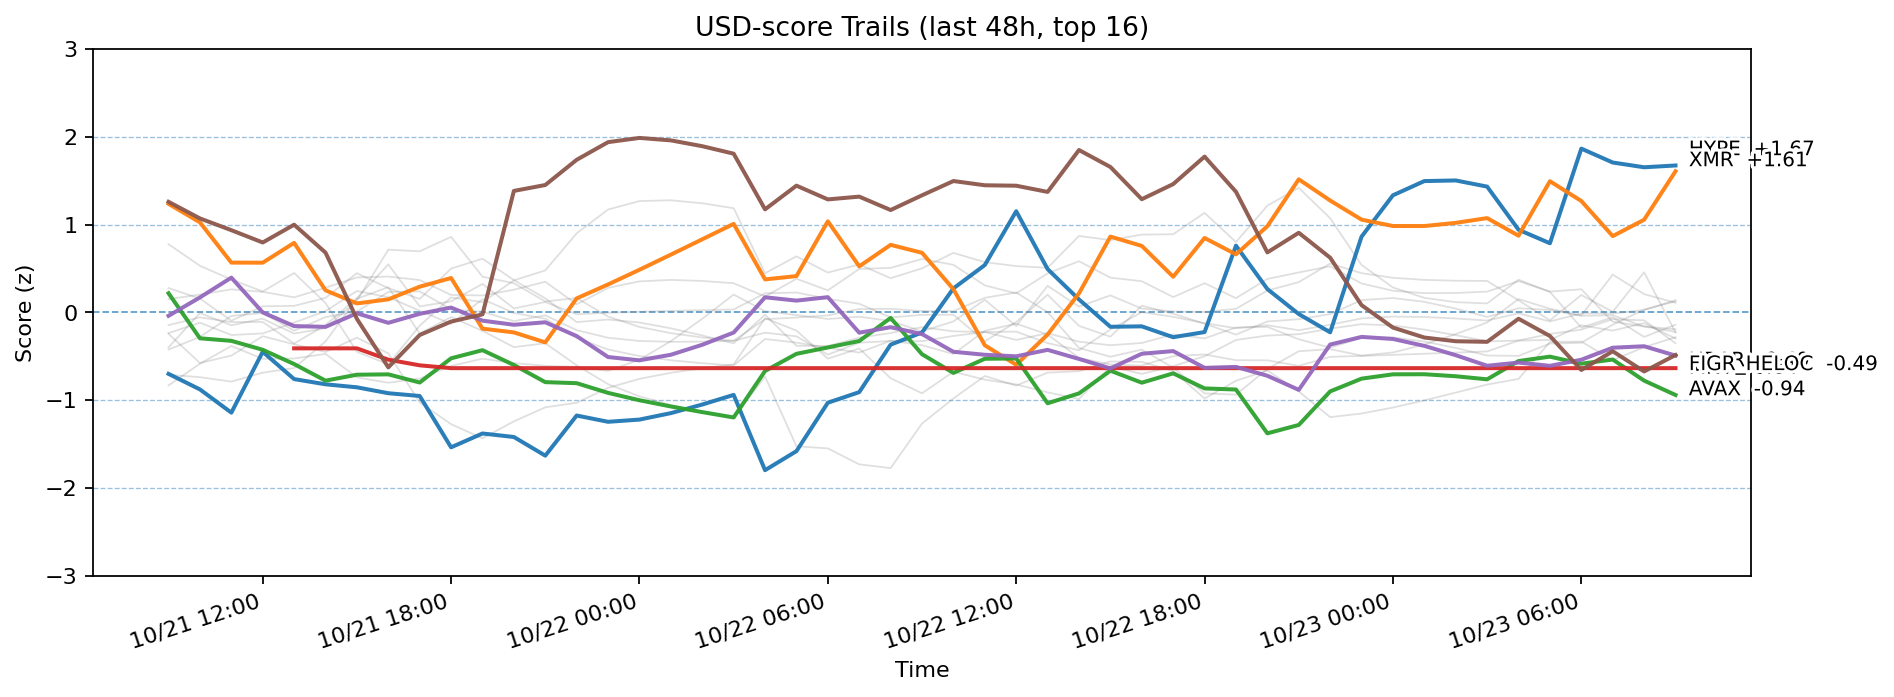 USD-score Trails (last 48h, top 16)
Score (z)
3
2
1
0
−1
−2
−3
HYPE +1.67
XMR +1.61
FIGR_HELOC -0.49
AVAX -0.94
10/21 12:00
10/21 18:00
10/22 00:00
10/22 06:00
10/22 12:00
10/22 18:00
10/23 00:00
10/23 06:00
Time